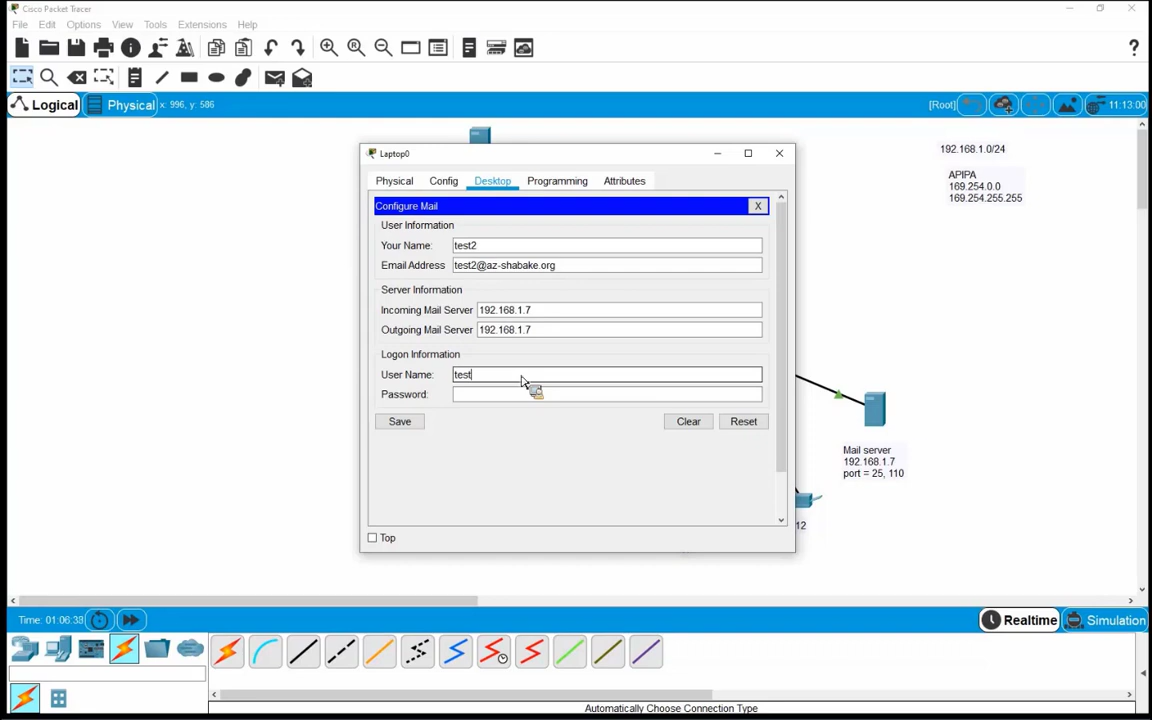 Cisco Packet Tracer
File Edit Options View Tools Extensions Help
?
Logical Physical x: 996, y: 586 [Root] 11:13:00
192.168.1.0/24
APIPA
169.254.0.0
169.254.255.255
Laptop0
Physical Config Desktop Programming Attributes
Configure Mail X
User Information
Your Name: test2
Email Address test2@az-shabake.org
Server Information
Incoming Mail Server 192.168.1.7
Outgoing Mail Server 192.168.1.7
Logon Information
User Name: test
Password:
Save Clear Reset
Top
Mail server
192.168.1.7
port = 25, 110
12
Time: 01:06:38 Realtime Simulation
Automatically Choose Connection Type